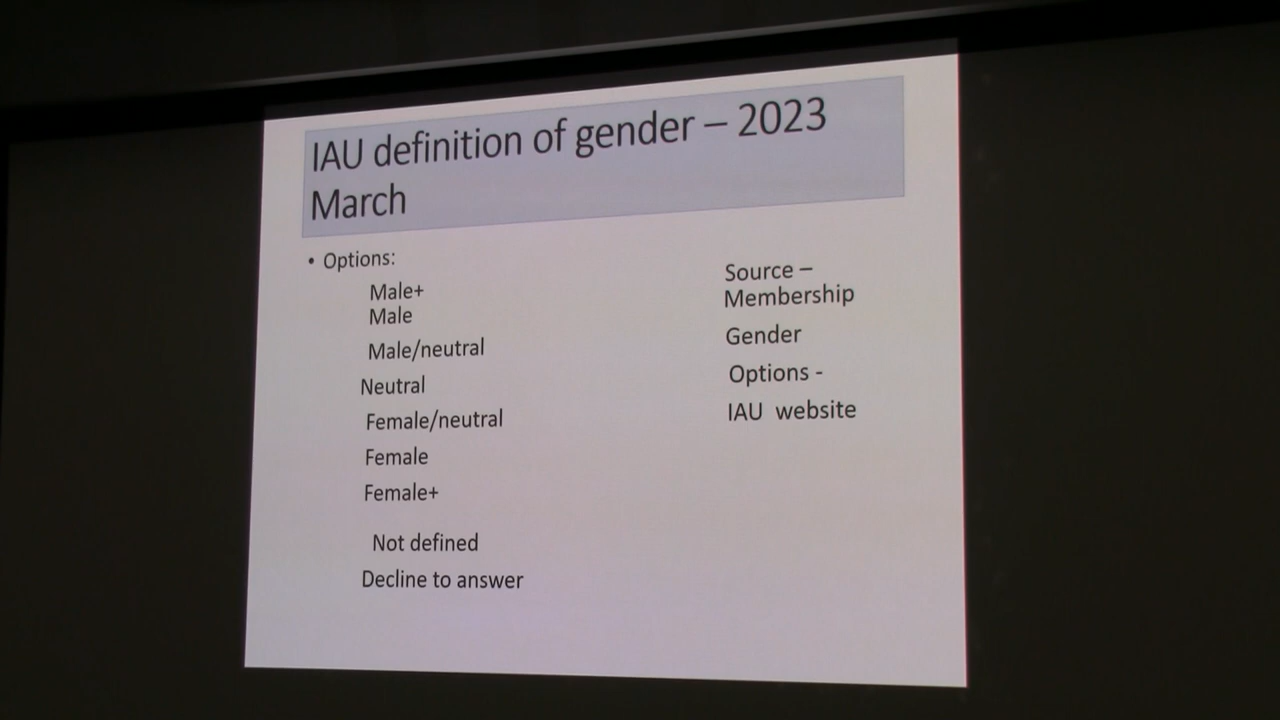 IAU definition of gender – 2023
March
• Options:
Male+
Male
Male/neutral
Neutral
Female/neutral
Female
Female+
Not defined
Decline to answer
Source –
Membership
Gender
Options -
IAU website